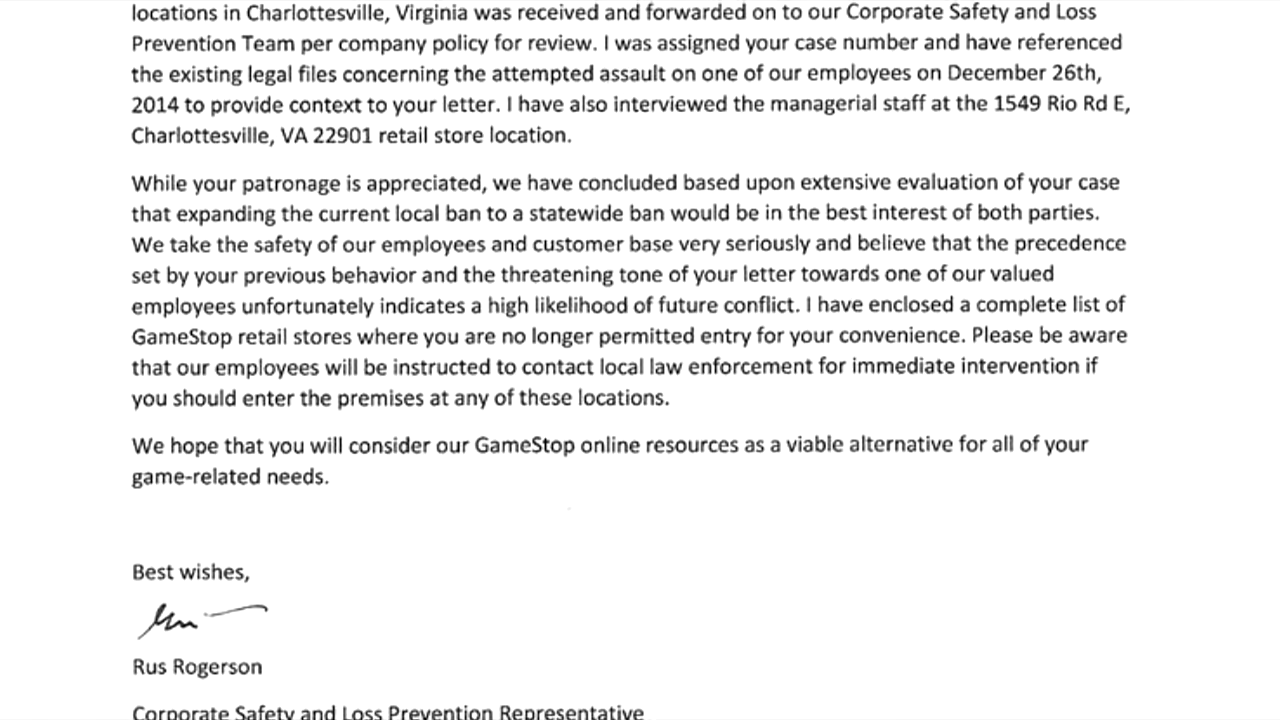 locations in Charlottesville, Virginia was received and forwarded on to our Corporate Safety and Loss
Prevention Team per company policy for review. I was assigned your case number and have referenced
the existing legal files concerning the attempted assault on one of our employees on December 26th,
2014 to provide context to your letter. I have also interviewed the managerial staff at the 1549 Rio Rd E,
Charlottesville, VA 22901 retail store location.
While your patronage is appreciated, we have concluded based upon extensive evaluation of your case
that expanding the current local ban to a statewide ban would be in the best interest of both parties.
We take the safety of our employees and customer base very seriously and believe that the precedence
set by your previous behavior and the threatening tone of your letter towards one of our valued
employees unfortunately indicates a high likelihood of future conflict. I have enclosed a complete list of
GameStop retail stores where you are no longer permitted entry for your convenience. Please be aware
that our employees will be instructed to contact local law enforcement for immediate intervention if
you should enter the premises at any of these locations.
We hope that you will consider our GameStop online resources as a viable alternative for all of your
game-related needs.
Best wishes,
Rus Rogerson
Corporate Safety and Loss Prevention Representative